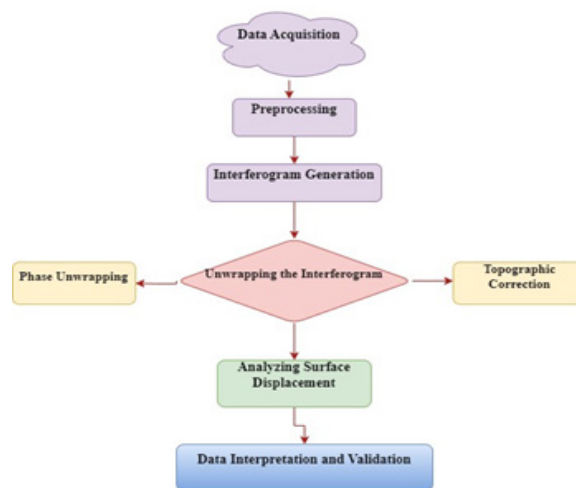 Data Acquisition
Preprocessing
Interferogram Generation
Phase Unwrapping
Unwrapping the Interferogram
Topographic
Correction
Analyzing Surface
Displacement
Data Interpretation and Validation